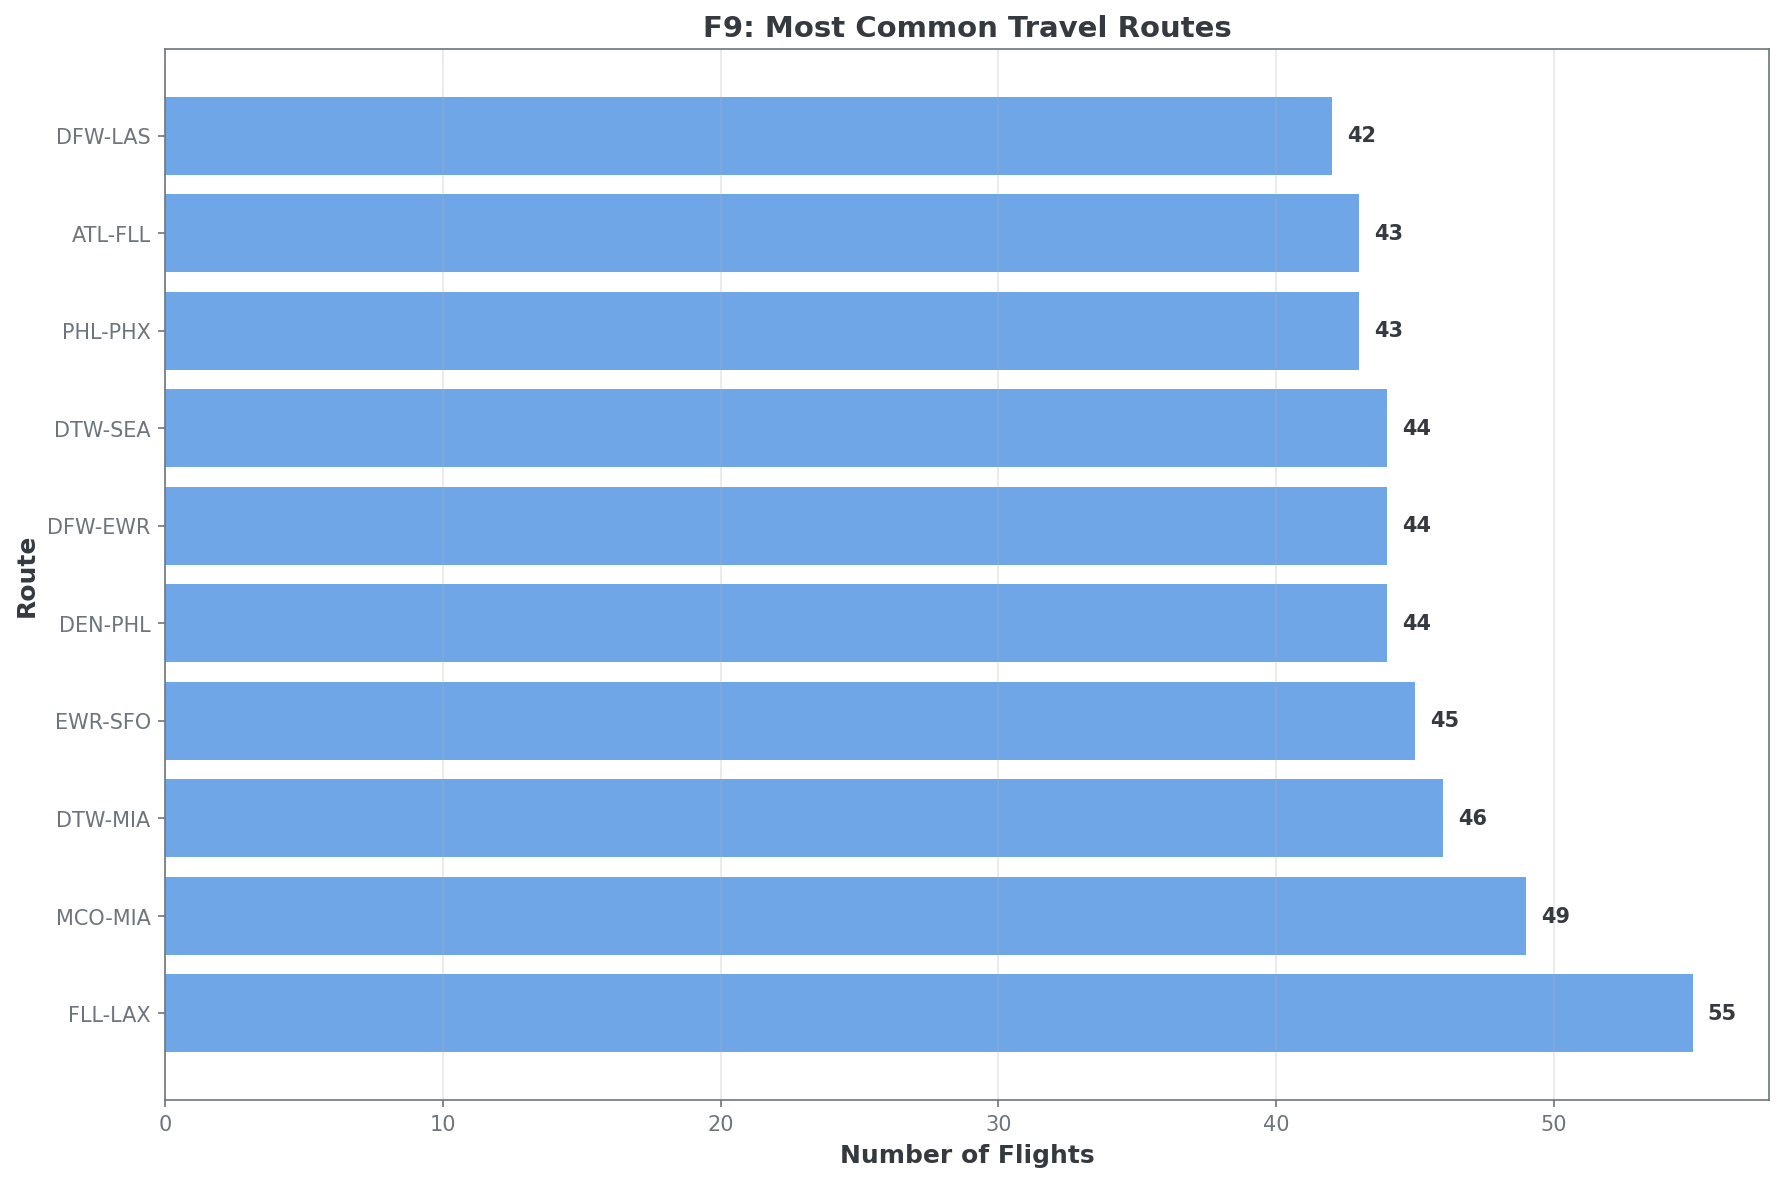 F9: Most Common Travel Routes
DFW-LAS 42
ATL-FLL 43
PHL-PHX 43
DTW-SEA 44
DFW-EWR 44
DEN-PHL 44
EWR-SFO 45
DTW-MIA 46
MCO-MIA 49
FLL-LAX 55
Route
0 10 20 30 40 50
Number of Flights